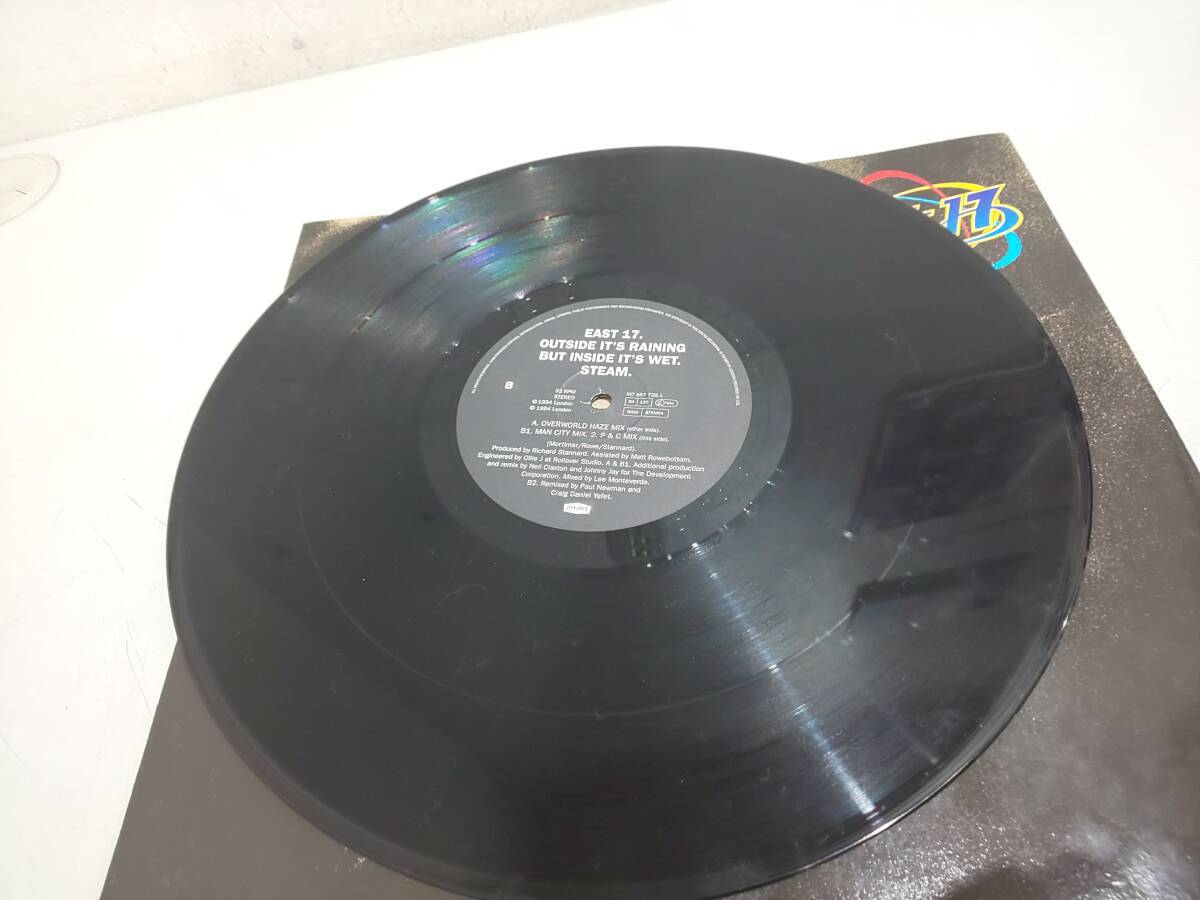 EAST 17.
OUTSIDE IT'S RAINING
BUT INSIDE IT'S WET.
STEAM.
B
33 RPM
STEREO
℗ 1994 London
© 1994 London
A. OVERWORLD HAZE MIX (other side).
B1. MAN CITY MIX. 2. P & C MIX (this side).
(Mortimer/Rowe/Stannard).
Produced by Richard Stannard. Assisted by Matt Rowebottom.
Engineered by Ollie J at Rollover Studio. A & B1. Additional production
and remix by Neil Claxton and Johnny Jay for The Development
Corporation. Mixed by Lee Monteverde.
B2. Remixed by Paul Newman and
Craig Daniel Yefet.
17